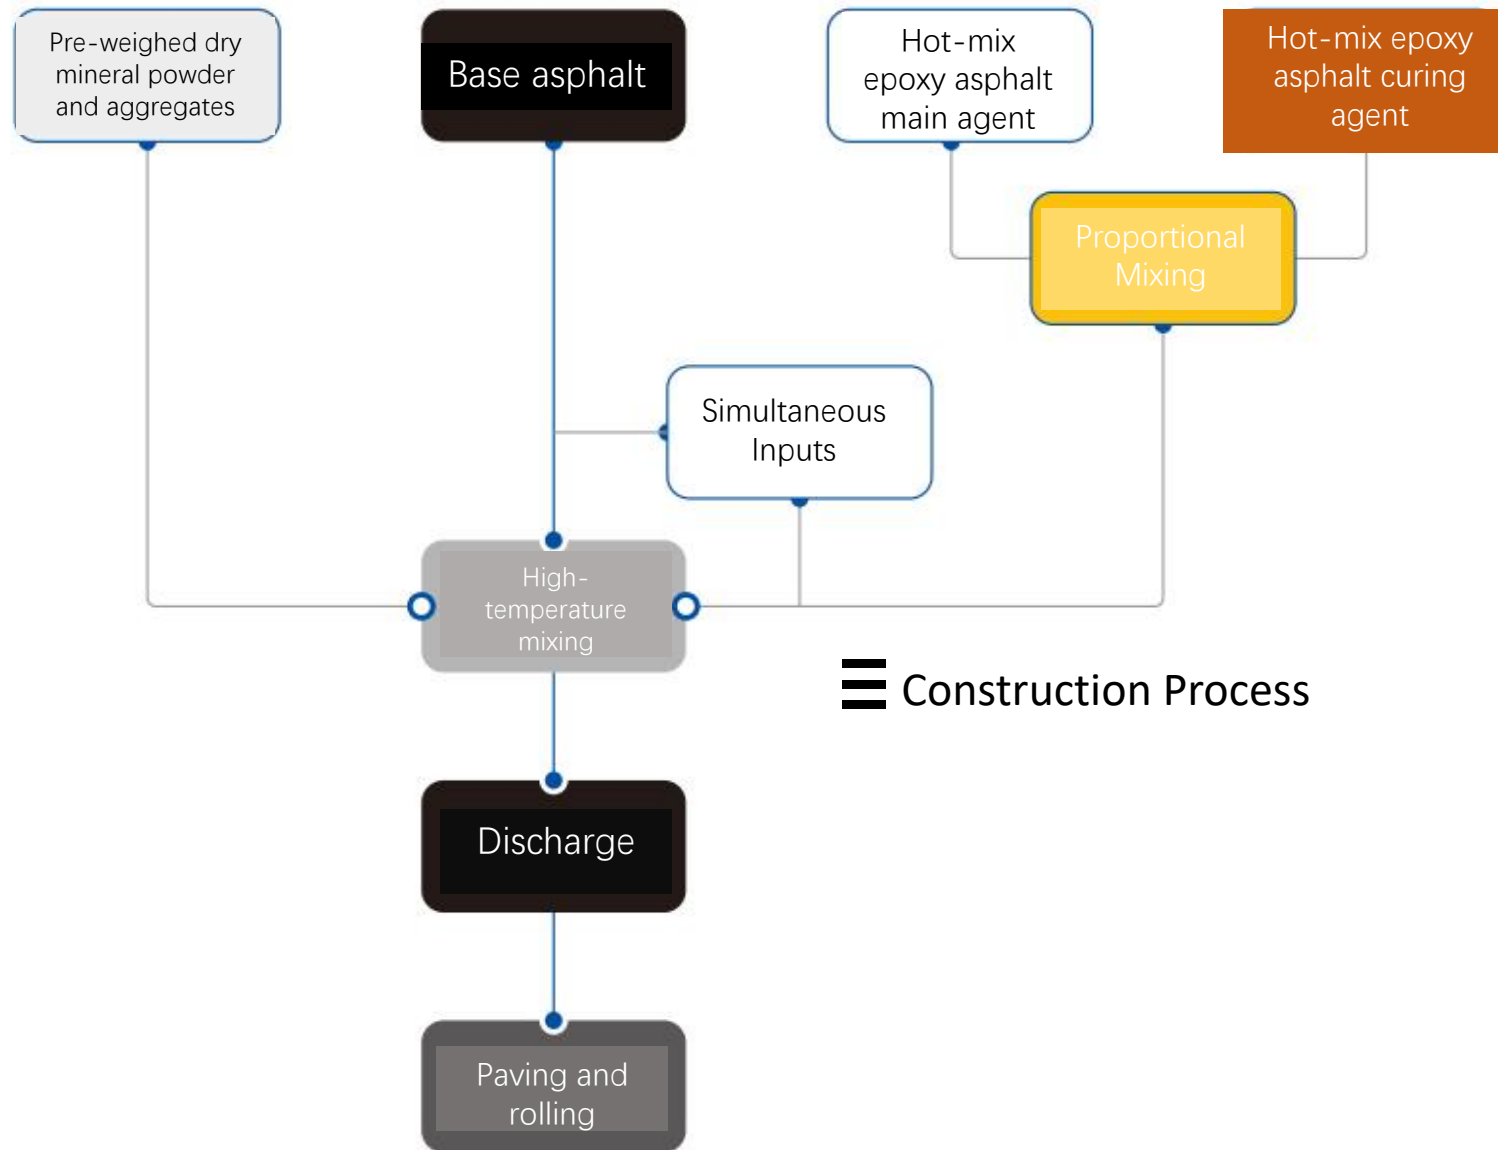 Pre-weighed dry
mineral powder
and aggregates
Base asphalt
Hot-mix
epoxy asphalt
main agent
Hot-mix epoxy
asphalt curing
agent
Proportional
Mixing
Simultaneous
Inputs
High-
temperature
mixing
Construction Process
Discharge
Paving and
rolling